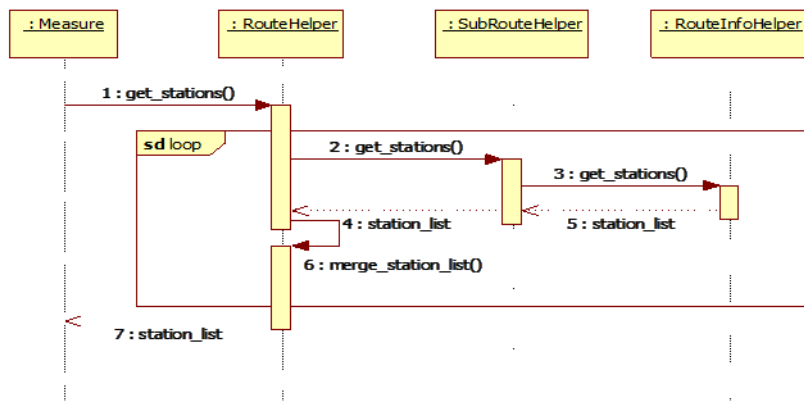 : Measure
: RouteHelper
: SubRouteHelper
: RouteInfoHelper
1 : get_stations()
sd loop
2 : get_stations()
3 : get_stations()
4 : station_list
5 : station_list
6 : merge_station_list()
7 : station_list